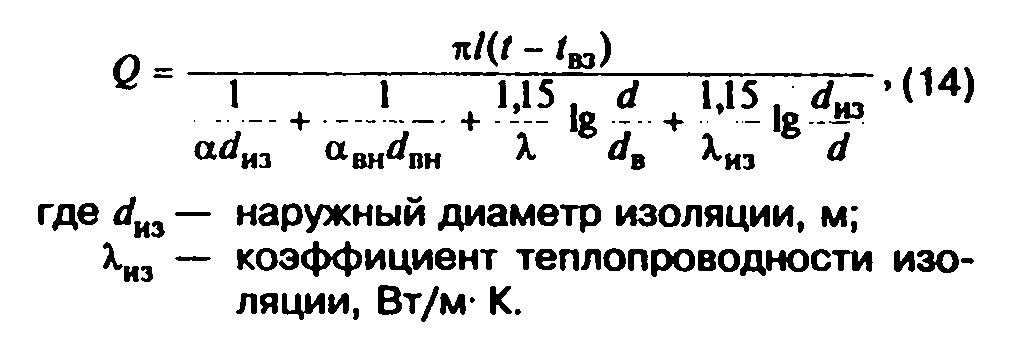 Q = πl(t − t_вз) / (1/(αd_из) + 1/(α_вн d_пн) + 1,15/λ · lg d/d_в + 1,15/λ_из · lg d_из/d), (14)
где d_из — наружный диаметр изоляции, м;
λ_из — коэффициент теплопроводности изо-
ляции, Вт/м· К.